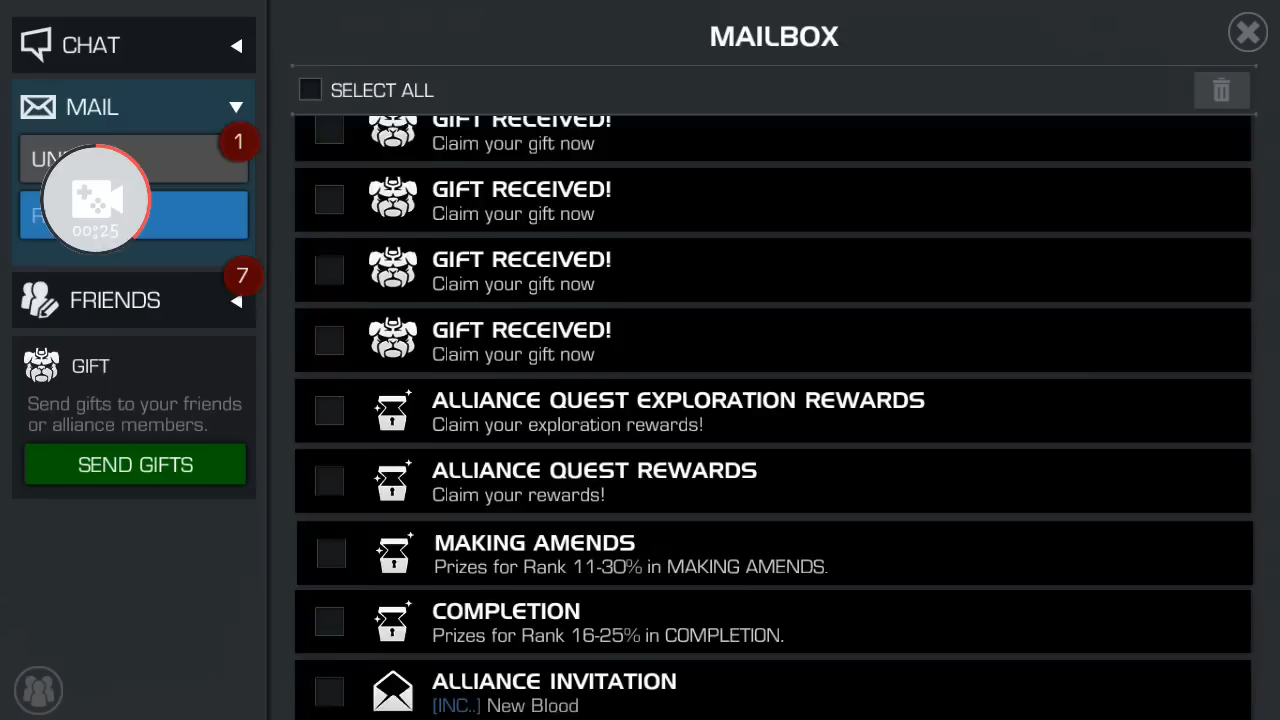 CHAT
MAIL
1
UN
00:25
FRIENDS
7
GIFT
Send gifts to your friends
or alliance members.
SEND GIFTS
MAILBOX
SELECT ALL
GIFT RECEIVED!
Claim your gift now
GIFT RECEIVED!
Claim your gift now
GIFT RECEIVED!
Claim your gift now
GIFT RECEIVED!
Claim your gift now
ALLIANCE QUEST EXPLORATION REWARDS
Claim your exploration rewards!
ALLIANCE QUEST REWARDS
Claim your rewards!
MAKING AMENDS
Prizes for Rank 11-30% in MAKING AMENDS.
COMPLETION
Prizes for Rank 16-25% in COMPLETION.
ALLIANCE INVITATION
[INC..] New Blood